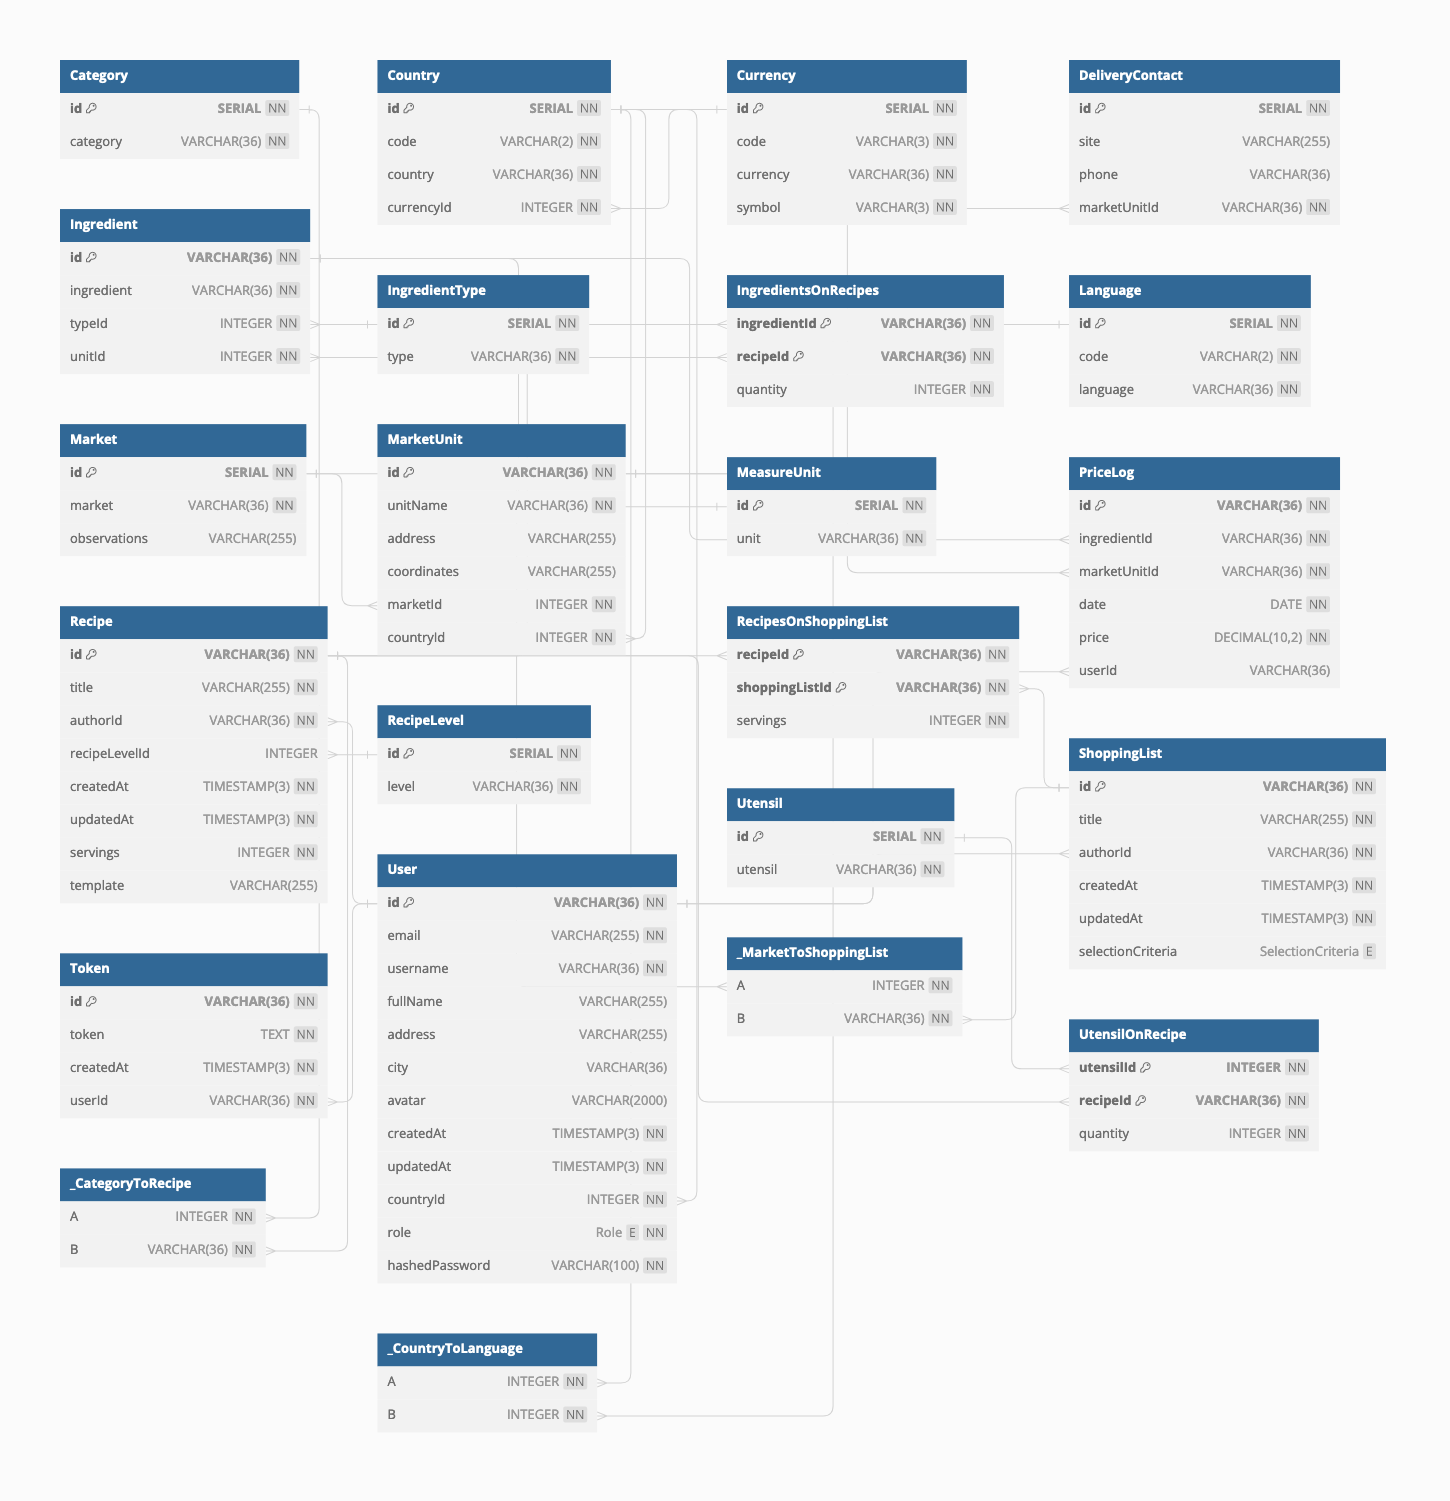 Category
id SERIAL NN
category VARCHAR(36) NN
Country
id SERIAL NN
code VARCHAR(2) NN
country VARCHAR(36) NN
currencyId INTEGER NN
Currency
id SERIAL NN
code VARCHAR(3) NN
currency VARCHAR(36) NN
symbol VARCHAR(3) NN
DeliveryContact
id SERIAL NN
site VARCHAR(255)
phone VARCHAR(36)
marketUnitId VARCHAR(36) NN
Ingredient
id VARCHAR(36) NN
ingredient VARCHAR(36) NN
typeId INTEGER NN
unitId INTEGER NN
IngredientType
id SERIAL NN
type VARCHAR(36) NN
IngredientsOnRecipes
ingredientId VARCHAR(36) NN
recipeId VARCHAR(36) NN
quantity INTEGER NN
Language
id SERIAL NN
code VARCHAR(2) NN
language VARCHAR(36) NN
Market
id SERIAL NN
market VARCHAR(36) NN
observations VARCHAR(255)
MarketUnit
id VARCHAR(36) NN
unitName VARCHAR(36) NN
address VARCHAR(255)
coordinates VARCHAR(255)
marketId INTEGER NN
countryId INTEGER NN
MeasureUnit
id SERIAL NN
unit VARCHAR(36) NN
PriceLog
id VARCHAR(36) NN
ingredientId VARCHAR(36) NN
marketUnitId VARCHAR(36) NN
date DATE NN
price DECIMAL(10,2) NN
userId VARCHAR(36)
Recipe
id VARCHAR(36) NN
title VARCHAR(255) NN
authorId VARCHAR(36) NN
recipeLevelId INTEGER
createdAt TIMESTAMP(3) NN
updatedAt TIMESTAMP(3) NN
servings INTEGER NN
template VARCHAR(255)
RecipeLevel
id SERIAL NN
level VARCHAR(36) NN
RecipesOnShoppingList
recipeId VARCHAR(36) NN
shoppingListId VARCHAR(36) NN
servings INTEGER NN
ShoppingList
id VARCHAR(36) NN
title VARCHAR(255) NN
authorId VARCHAR(36) NN
createdAt TIMESTAMP(3) NN
updatedAt TIMESTAMP(3) NN
selectionCriteria SelectionCriteria E
Token
id VARCHAR(36) NN
token TEXT NN
createdAt TIMESTAMP(3) NN
userId VARCHAR(36) NN
User
id VARCHAR(36) NN
email VARCHAR(255) NN
username VARCHAR(36) NN
fullName VARCHAR(255)
address VARCHAR(255)
city VARCHAR(36)
avatar VARCHAR(2000)
createdAt TIMESTAMP(3) NN
updatedAt TIMESTAMP(3) NN
countryId INTEGER NN
role Role E NN
hashedPassword VARCHAR(100) NN
Utensil
id SERIAL NN
utensil VARCHAR(36) NN
_MarketToShoppingList
A INTEGER NN
B VARCHAR(36) NN
UtensilOnRecipe
utensilId INTEGER NN
recipeId VARCHAR(36) NN
quantity INTEGER NN
_CategoryToRecipe
A INTEGER NN
B VARCHAR(36) NN
_CountryToLanguage
A INTEGER NN
B INTEGER NN